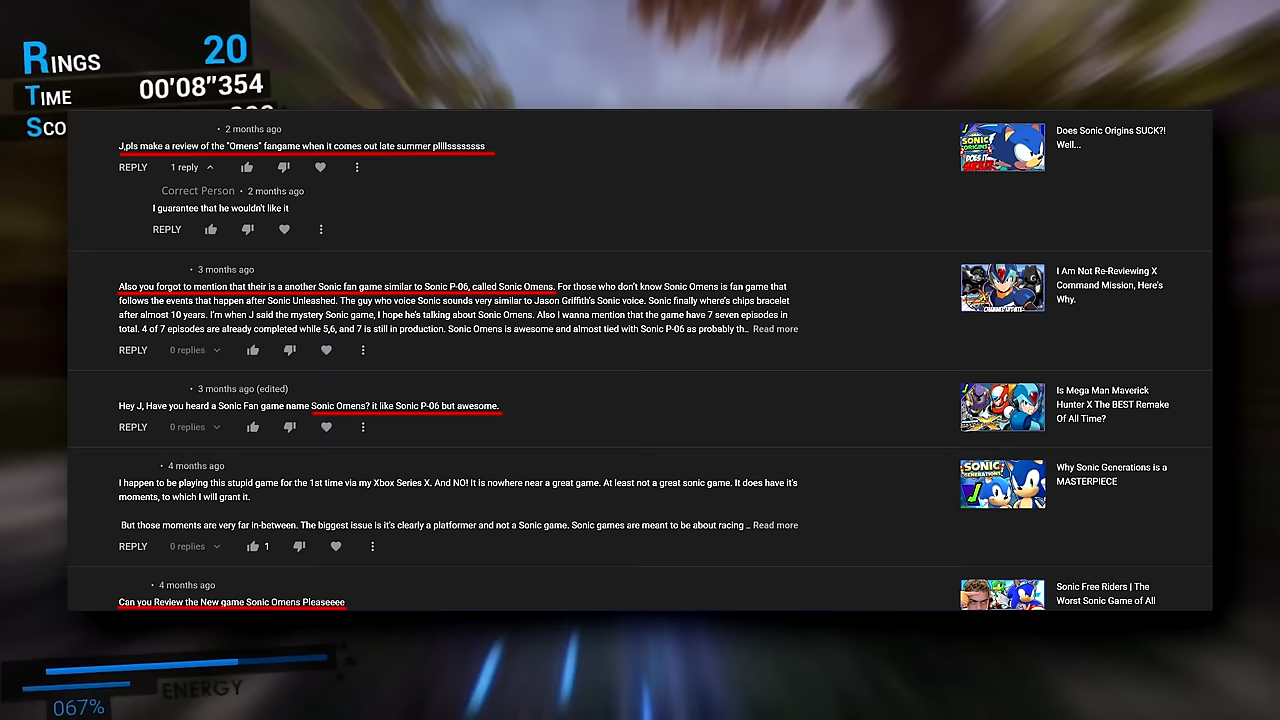 RINGS 20
TIME 00'08"354
SCO
• 2 months ago
J,pls make a review of the "Omens" fangame when it comes out late summer plllsssssss
REPLY 1 reply
Correct Person • 2 months ago
I guarantee that he wouldn't like it
REPLY
Does Sonic Origins SUCK?!
Well...
SONIC
ORIGINS
DOES IT
SUCK?!
• 3 months ago
Also you forgot to mention that their is a another Sonic fan game similar to Sonic P-06, called Sonic Omens. For those who don't know Sonic Omens is fan game that
follows the events that happen after Sonic Unleashed. The guy who voice Sonic sounds very similar to Jason Griffith's Sonic voice. Sonic finally where's chips bracelet
after almost 10 years. I'm when J said the mystery Sonic game, I hope he's talking about Sonic Omens. Also I wanna mention that the game have 7 seven episodes in
total. 4 of 7 episodes are already completed while 5,6, and 7 is still in production. Sonic Omens is awesome and almost tied with Sonic P-06 as probably th... Read more
REPLY 0 replies
I Am Not Re-Reviewing X
Command Mission, Here's
Why.
CHANNEL UPDATE
• 3 months ago (edited)
Hey J, Have you heard a Sonic Fan game name Sonic Omens? it like Sonic P-06 but awesome.
REPLY 0 replies
Is Mega Man Maverick
Hunter X The BEST Remake
Of All Time?
• 4 months ago
I happen to be playing this stupid game for the 1st time via my Xbox Series X. And NO! It is nowhere near a great game. At least not a great sonic game. It does have it's
moments, to which I will grant it.
But those moments are very far in-between. The biggest issue is it's clearly a platformer and not a Sonic game. Sonic games are meant to be about racing ... Read more
REPLY 0 replies 1
Why Sonic Generations is a
MASTERPIECE
SONIC
GENERATIONS
• 4 months ago
Can you Review the New game Sonic Omens Pleaseeee
Sonic Free Riders | The
Worst Sonic Game of All
ENERGY
067%